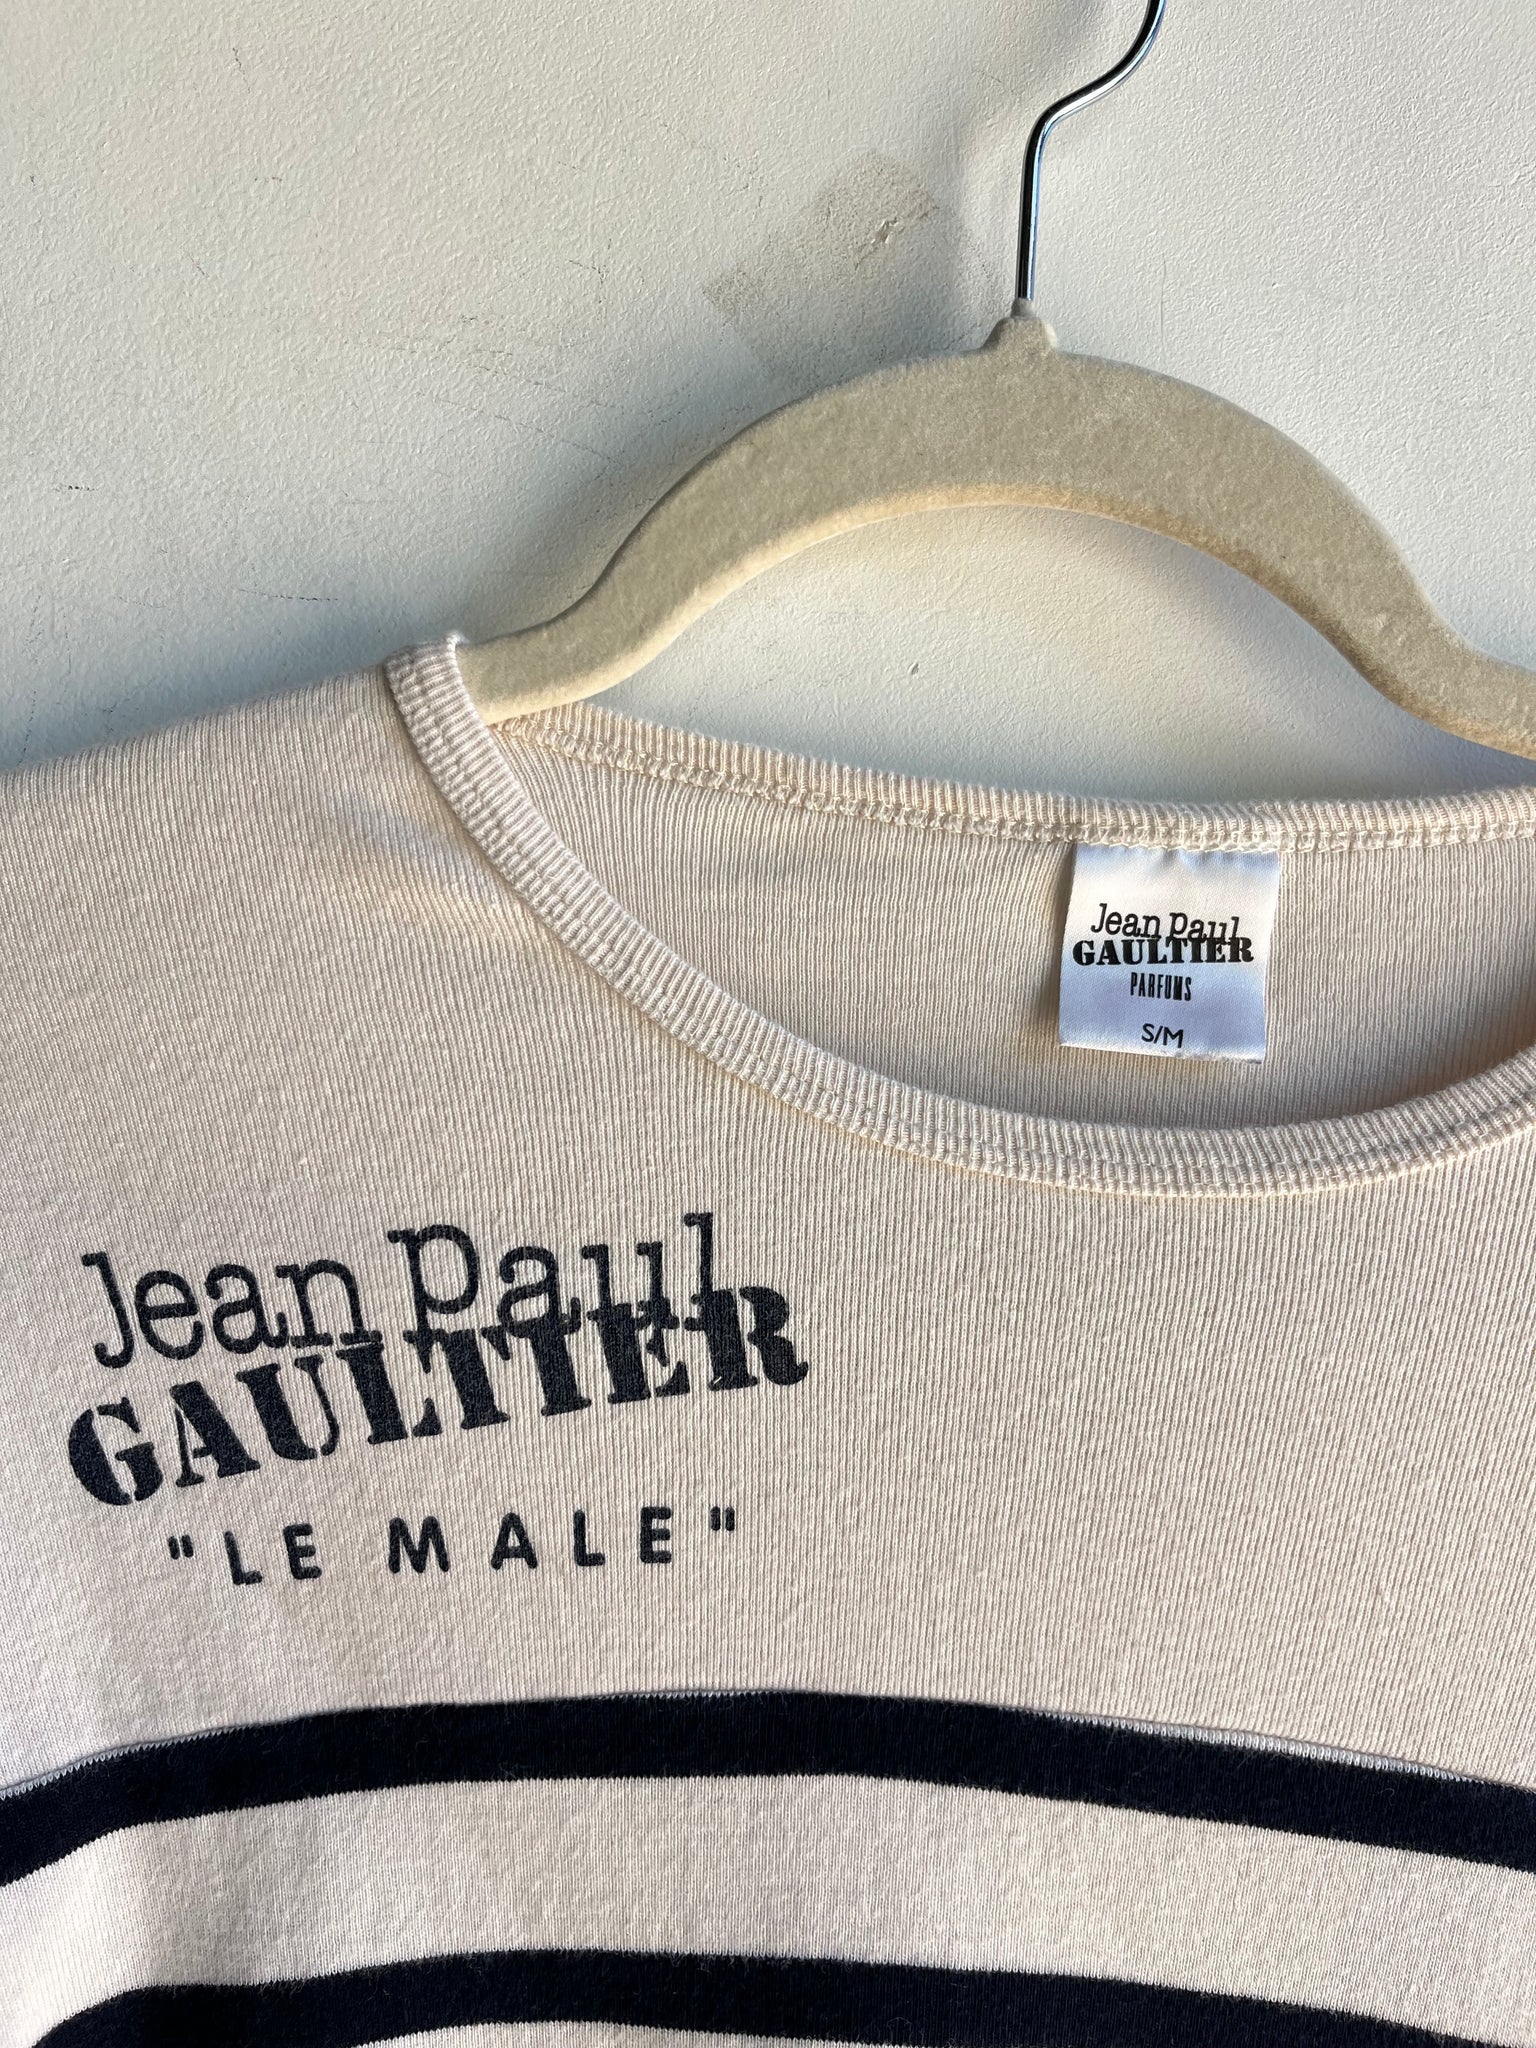 Jean Paul
GAULTIER
PARFUMS
S/M
Jean Paul
GAULTIER
"LE MALE"